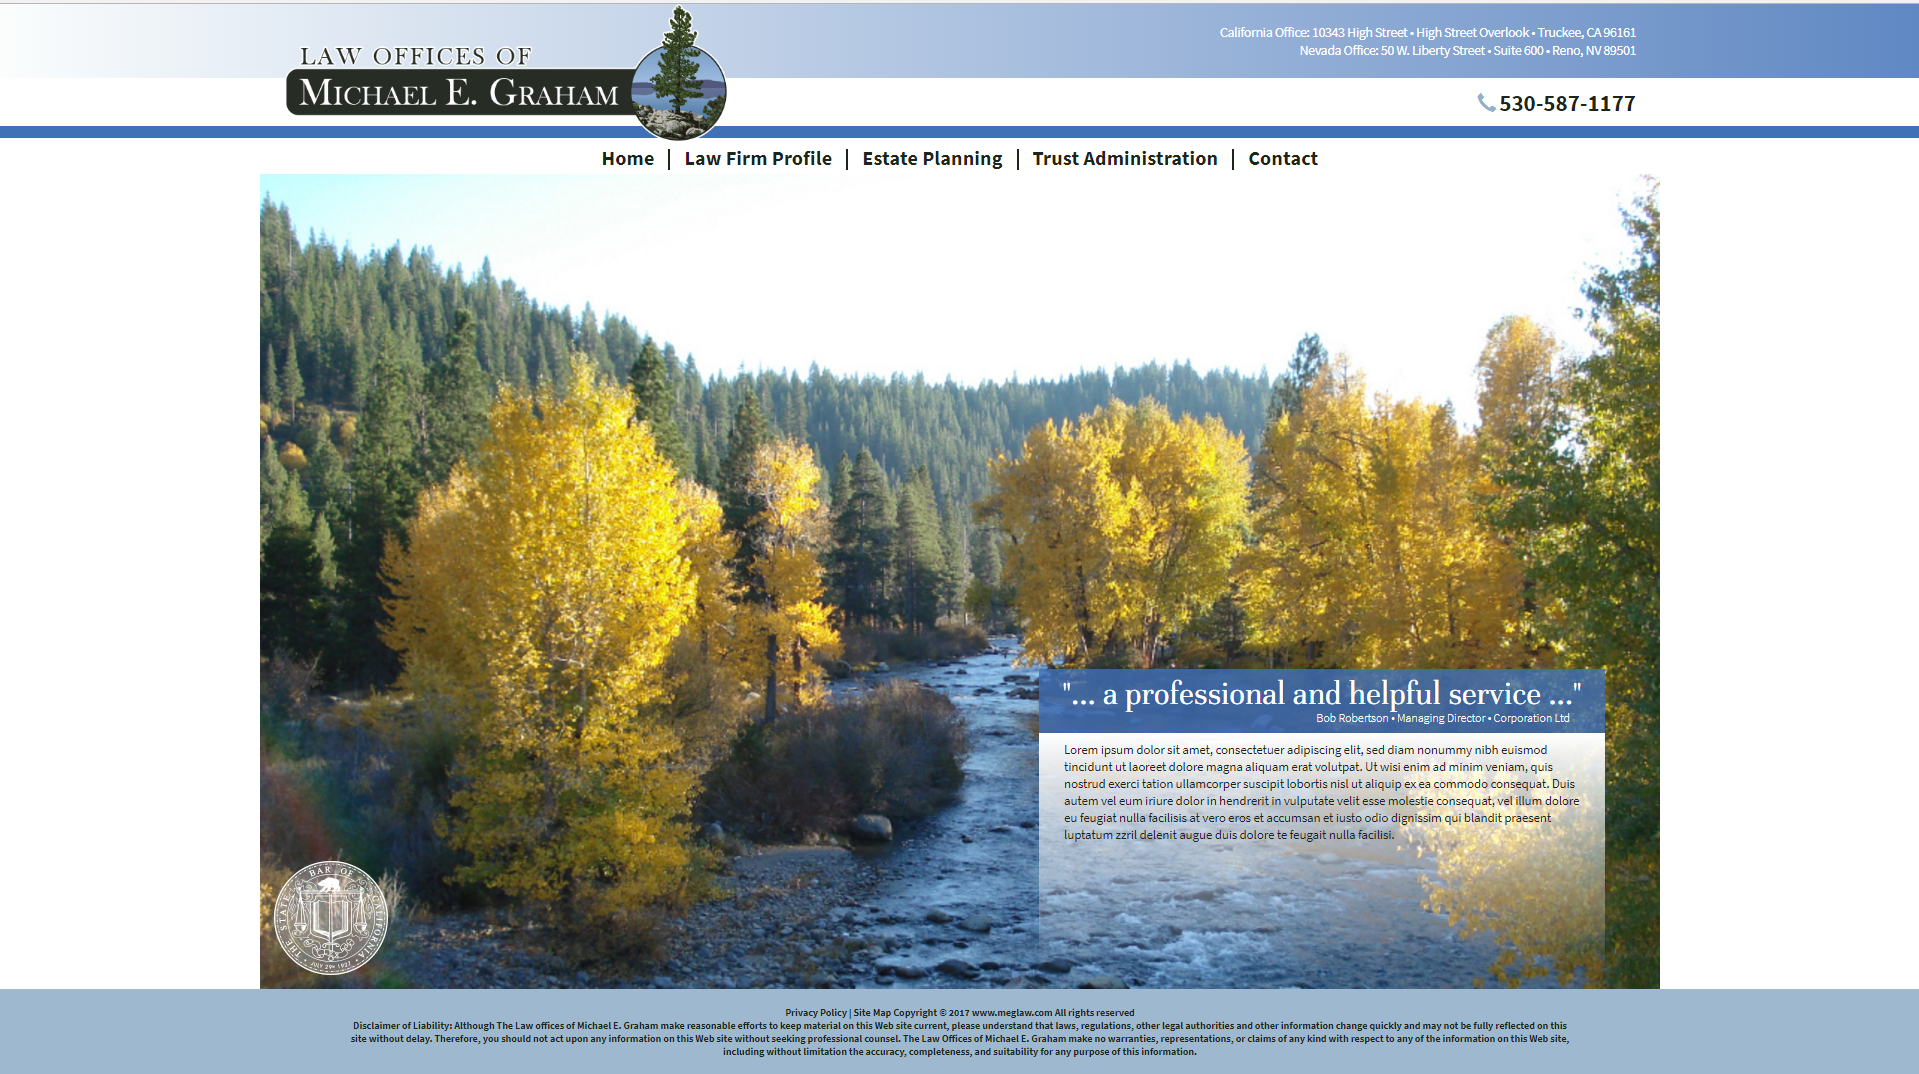 LAW OFFICES OF
MICHAEL E. GRAHAM
California Office: 10343 High Street • High Street Overlook • Truckee, CA 96161
Nevada Office: 50 W. Liberty Street • Suite 600 • Reno, NV 89501
530-587-1177
Home | Law Firm Profile | Estate Planning | Trust Administration | Contact
"... a professional and helpful service ..."
Bob Robertson • Managing Director • Corporation Ltd
Lorem ipsum dolor sit amet, consectetuer adipiscing elit, sed diam nonummy nibh euismod
tincidunt ut laoreet dolore magna aliquam erat volutpat. Ut wisi enim ad minim veniam, quis
nostrud exerci tation ullamcorper suscipit lobortis nisl ut aliquip ex ea commodo consequat. Duis
autem vel eum iriure dolor in hendrerit in vulputate velit esse molestie consequat, vel illum dolore
eu feugiat nulla facilisis at vero eros et accumsan et iusto odio dignissim qui blandit praesent
luptatum zzril delenit augue duis dolore te feugait nulla facilisi.
THE STATE BAR OF CALIFORNIA
JULY 29th 1927
Privacy Policy | Site Map Copyright © 2017 www.meglaw.com All rights reserved
Disclaimer of Liability: Although The Law offices of Michael E. Graham make reasonable efforts to keep material on this Web site current, please understand that laws, regulations, other legal authorities and other information change quickly and may not be fully reflected on this
site without delay. Therefore, you should not act upon any information on this Web site without seeking professional counsel. The Law Offices of Michael E. Graham make no warranties, representations, or claims of any kind with respect to any of the information on this Web site,
including without limitation the accuracy, completeness, and suitability for any purpose of this information.